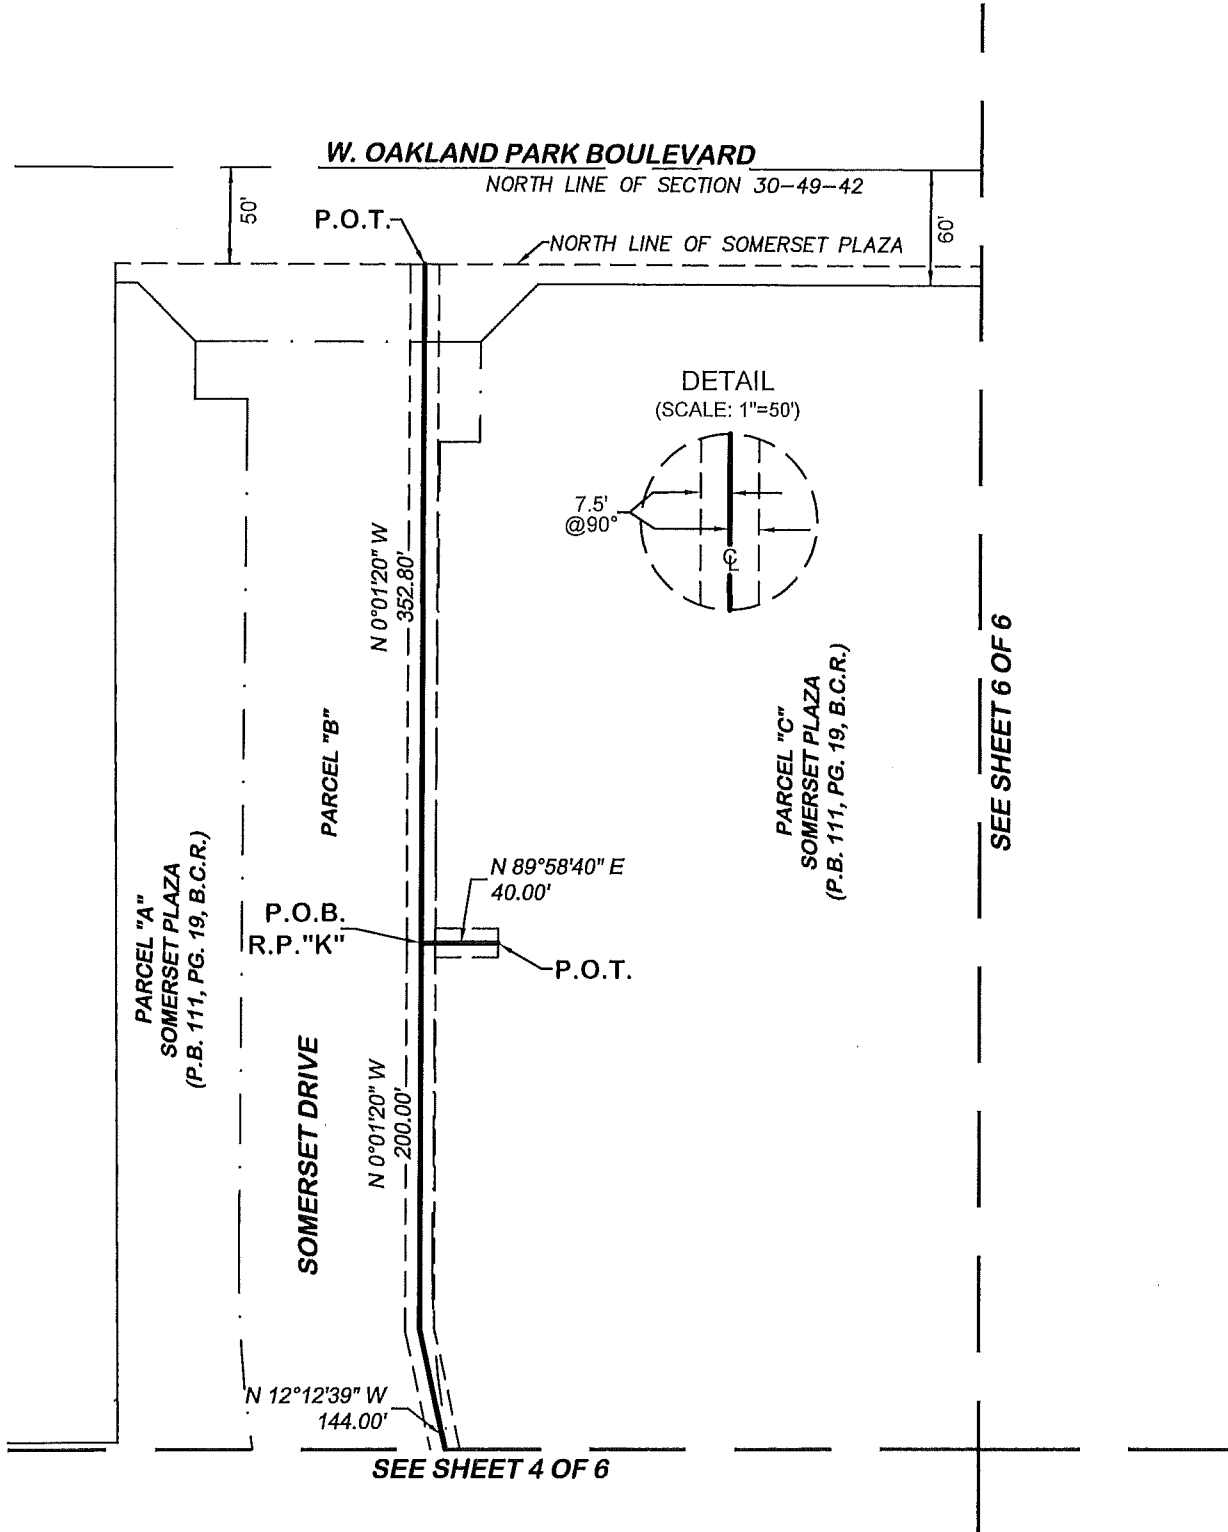 W. OAKLAND PARK BOULEVARD
NORTH LINE OF SECTION 30-49-42
50'
P.O.T.
NORTH LINE OF SOMERSET PLAZA
60'
DETAIL
(SCALE: 1"=50')
7.5'
@90°
℄
N 0°01'20" W
352.80'
PARCEL "B"
PARCEL "C"
SOMERSET PLAZA
(P.B. 111, PG. 19, B.C.R.)
SEE SHEET 6 OF 6
PARCEL "A"
SOMERSET PLAZA
(P.B. 111, PG. 19, B.C.R.)
N 89°58'40" E
40.00'
P.O.B.
R.P."K"
P.O.T.
SOMERSET DRIVE
N 0°01'20" W
200.00'
N 12°12'39" W
144.00'
SEE SHEET 4 OF 6